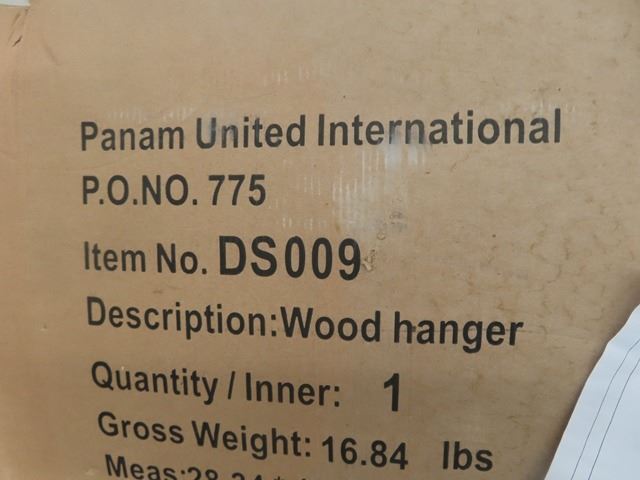 Panam United International
P.O.NO. 775
Item No. DS009
Description:Wood hanger
Quantity / Inner: 1
Gross Weight: 16.84 lbs
Meas: